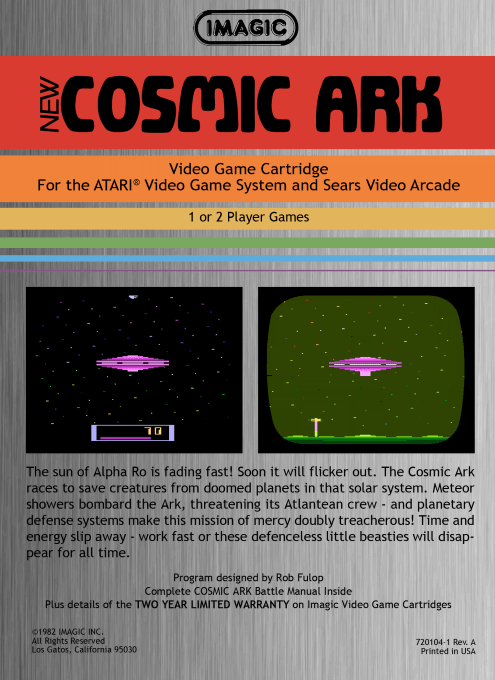 IMAGIC
NEW COSMIC ARK
Video Game Cartridge
For the ATARI® Video Game System and Sears Video Arcade
1 or 2 Player Games
10
The sun of Alpha Ro is fading fast! Soon it will flicker out. The Cosmic Ark
races to save creatures from doomed planets in that solar system. Meteor
showers bombard the Ark, threatening its Atlantean crew - and planetary
defense systems make this mission of mercy doubly treacherous! Time and
energy slip away - work fast or these defenceless little beasties will disap-
pear for all time.
Program designed by Rob Fulop
Complete COSMIC ARK Battle Manual Inside
Plus details of the TWO YEAR LIMITED WARRANTY on Imagic Video Game Cartridges
©1982 IMAGIC INC.
All Rights Reserved
Los Gatos, California 95030
720104-1 Rev. A
Printed in USA